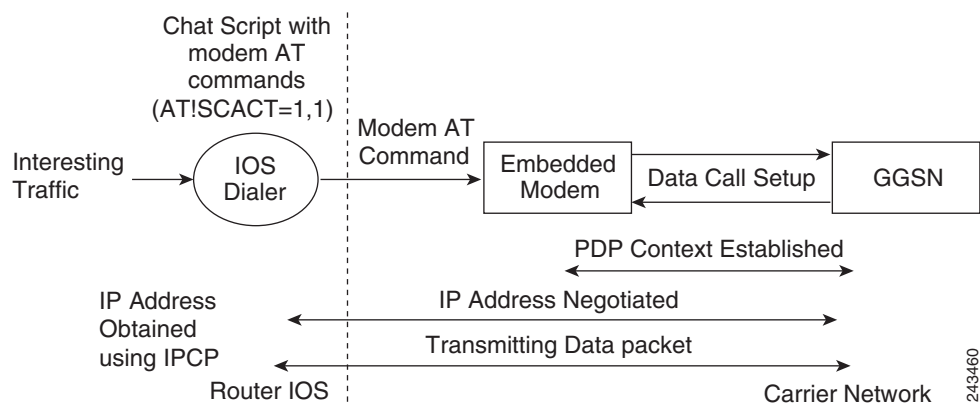 Chat Script with
modem AT
commands
(AT!SCACT=1,1)
Interesting
Traffic
IOS
Dialer
Modem AT
Command
Embedded
Modem
Data Call Setup
GGSN
PDP Context Established
IP Address
Obtained
using IPCP
IP Address Negotiated
Transmitting Data packet
Router IOS
Carrier Network
243460